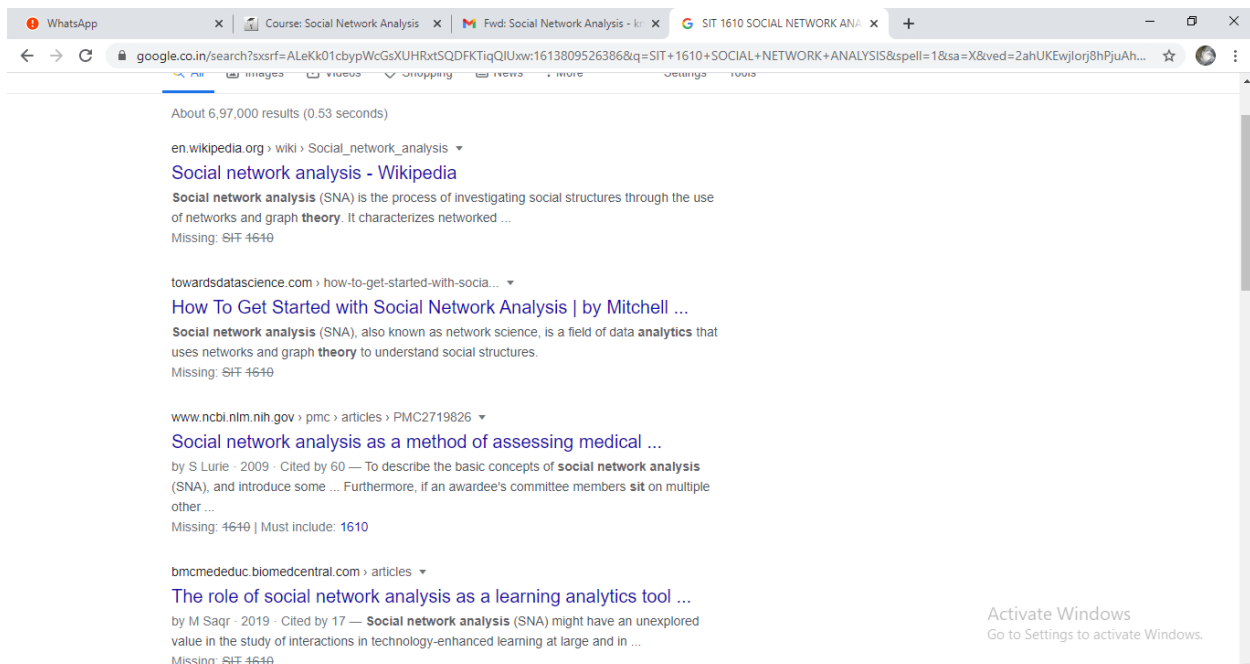 WhatsApp
Course: Social Network Analysis
Fwd: Social Network Analysis - kr
SIT 1610 SOCIAL NETWORK ANA
google.co.in/search?sxsrf=ALeKk01cbypWcGsXUHRxtSQDFKTiqQIUxw:1613809526386&q=SIT+1610+SOCIAL+NETWORK+ANALYSIS&spell=1&sa=X&ved=2ahUKEwjIorj8hPjuAh...
All Images Videos Shopping News More Settings Tools
About 6,97,000 results (0.53 seconds)
en.wikipedia.org › wiki › Social_network_analysis
Social network analysis - Wikipedia
Social network analysis (SNA) is the process of investigating social structures through the use
of networks and graph theory. It characterizes networked ...
Missing: SIT 1610
towardsdatascience.com › how-to-get-started-with-socia...
How To Get Started with Social Network Analysis | by Mitchell ...
Social network analysis (SNA), also known as network science, is a field of data analytics that
uses networks and graph theory to understand social structures.
Missing: SIT 1610
www.ncbi.nlm.nih.gov › pmc › articles › PMC2719826
Social network analysis as a method of assessing medical ...
by S Lurie · 2009 · Cited by 60 — To describe the basic concepts of social network analysis
(SNA), and introduce some ... Furthermore, if an awardee's committee members sit on multiple
other ...
Missing: 1610 | Must include: 1610
bmcmededuc.biomedcentral.com › articles
The role of social network analysis as a learning analytics tool ...
by M Saqr · 2019 · Cited by 17 — Social network analysis (SNA) might have an unexplored
value in the study of interactions in technology-enhanced learning at large and in ...
Missing: SIT 1610
Activate Windows
Go to Settings to activate Windows.